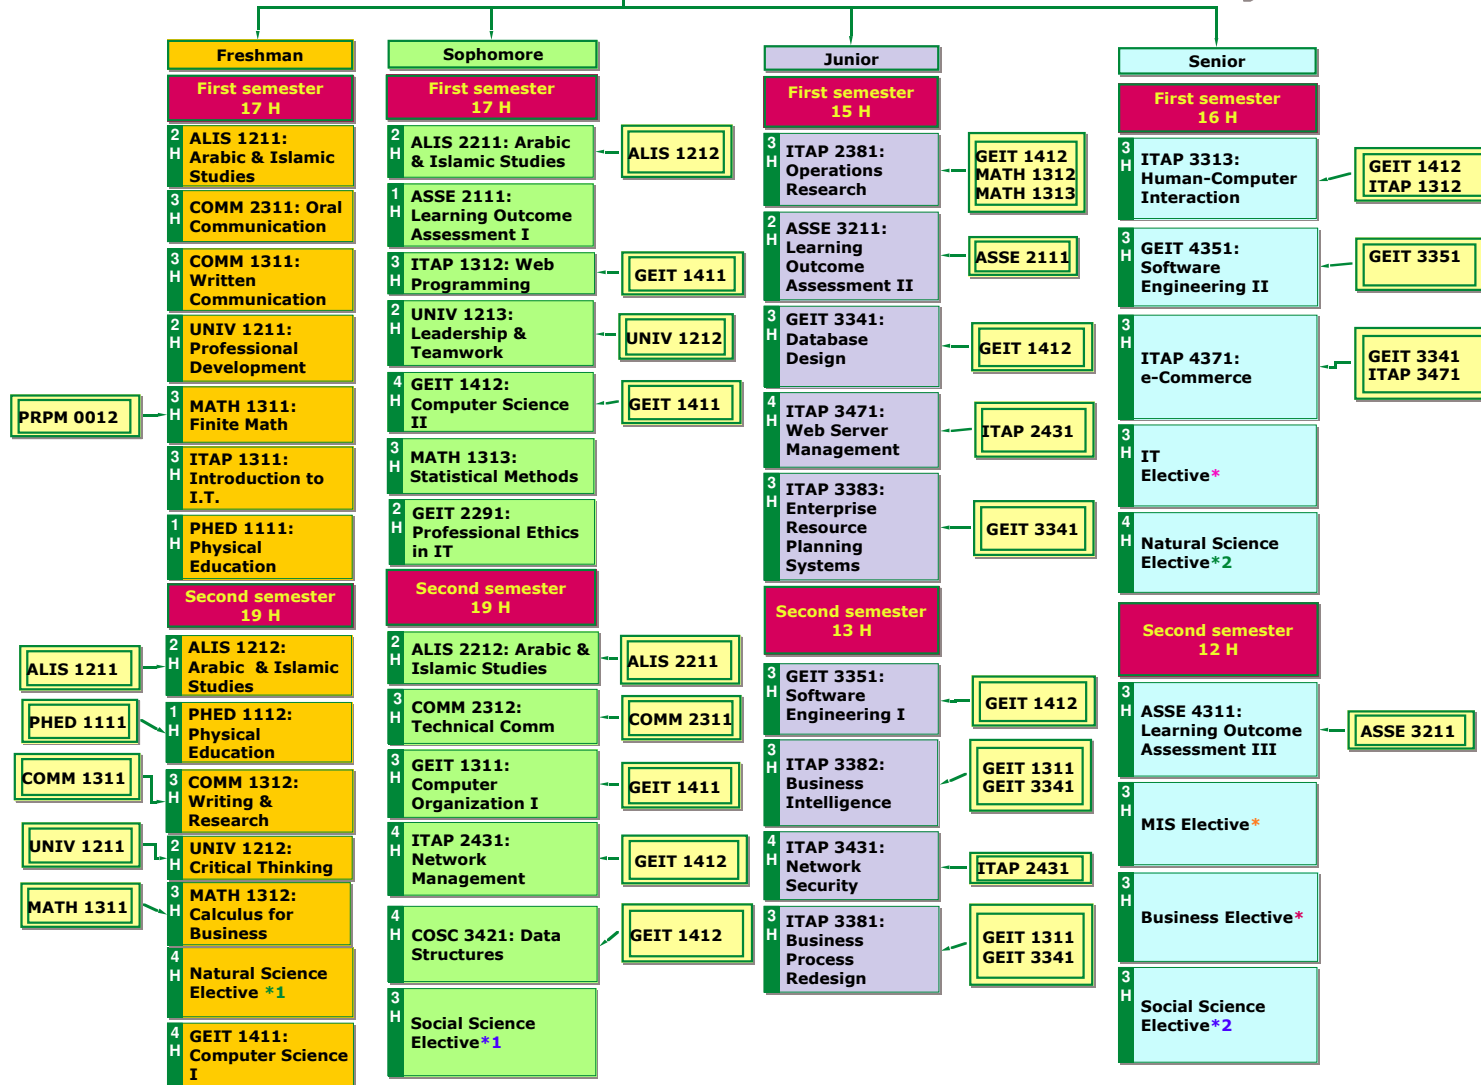 Freshman
First semester
17 H
2
H
ALIS 1211:
Arabic & Islamic
Studies
3
H
COMM 2311: Oral
Communication
3
H
COMM 1311:
Written
Communication
2
H
UNIV 1211:
Professional
Development
PRPM 0012
3
H
MATH 1311:
Finite Math
3
H
ITAP 1311:
Introduction to
I.T.
1
H
PHED 1111:
Physical
Education
Second semester
19 H
ALIS 1211
2
H
ALIS 1212:
Arabic & Islamic
Studies
PHED 1111
1
H
PHED 1112:
Physical
Education
COMM 1311
3
H
COMM 1312:
Writing &
Research
UNIV 1211
2
H
UNIV 1212:
Critical Thinking
MATH 1311
3
H
MATH 1312:
Calculus for
Business
4
H
Natural Science
Elective *1
4
H
GEIT 1411:
Computer Science
I
Sophomore
First semester
17 H
2
H
ALIS 2211: Arabic
& Islamic Studies
ALIS 1212
1
H
ASSE 2111:
Learning Outcome
Assessment I
3
H
ITAP 1312: Web
Programming
GEIT 1411
2
H
UNIV 1213:
Leadership &
Teamwork
UNIV 1212
4
H
GEIT 1412:
Computer Science
II
GEIT 1411
3
H
MATH 1313:
Statistical Methods
2
H
GEIT 2291:
Professional Ethics
in IT
Second semester
19 H
2
H
ALIS 2212: Arabic &
Islamic Studies
ALIS 2211
3
H
COMM 2312:
Technical Comm
COMM 2311
3
H
GEIT 1311:
Computer
Organization I
GEIT 1411
4
H
ITAP 2431:
Network
Management
GEIT 1412
4
H
COSC 3421: Data
Structures
GEIT 1412
3
H
Social Science
Elective*1
Junior
First semester
15 H
3
H
ITAP 2381:
Operations
Research
GEIT 1412
MATH 1312
MATH 1313
2
H
ASSE 3211:
Learning
Outcome
Assessment II
ASSE 2111
3
H
GEIT 3341:
Database
Design
GEIT 1412
4
H
ITAP 3471:
Web Server
Management
ITAP 2431
3
H
ITAP 3383:
Enterprise
Resource
Planning
Systems
GEIT 3341
Second semester
13 H
3
H
GEIT 3351:
Software
Engineering I
GEIT 1412
3
H
ITAP 3382:
Business
Intelligence
GEIT 1311
GEIT 3341
4
H
ITAP 3431:
Network
Security
ITAP 2431
3
H
ITAP 3381:
Business
Process
Redesign
GEIT 1311
GEIT 3341
Senior
First semester
16 H
3
H
ITAP 3313:
Human-Computer
Interaction
GEIT 1412
ITAP 1312
3
H
GEIT 4351:
Software
Engineering II
GEIT 3351
3
H
ITAP 4371:
e-Commerce
GEIT 3341
ITAP 3471
3
H
IT
Elective*
4
H
Natural Science
Elective*2
Second semester
12 H
3
H
ASSE 4311:
Learning Outcome
Assessment III
ASSE 3211
3
H
MIS Elective*
3
H
Business Elective*
3
H
Social Science
Elective*2